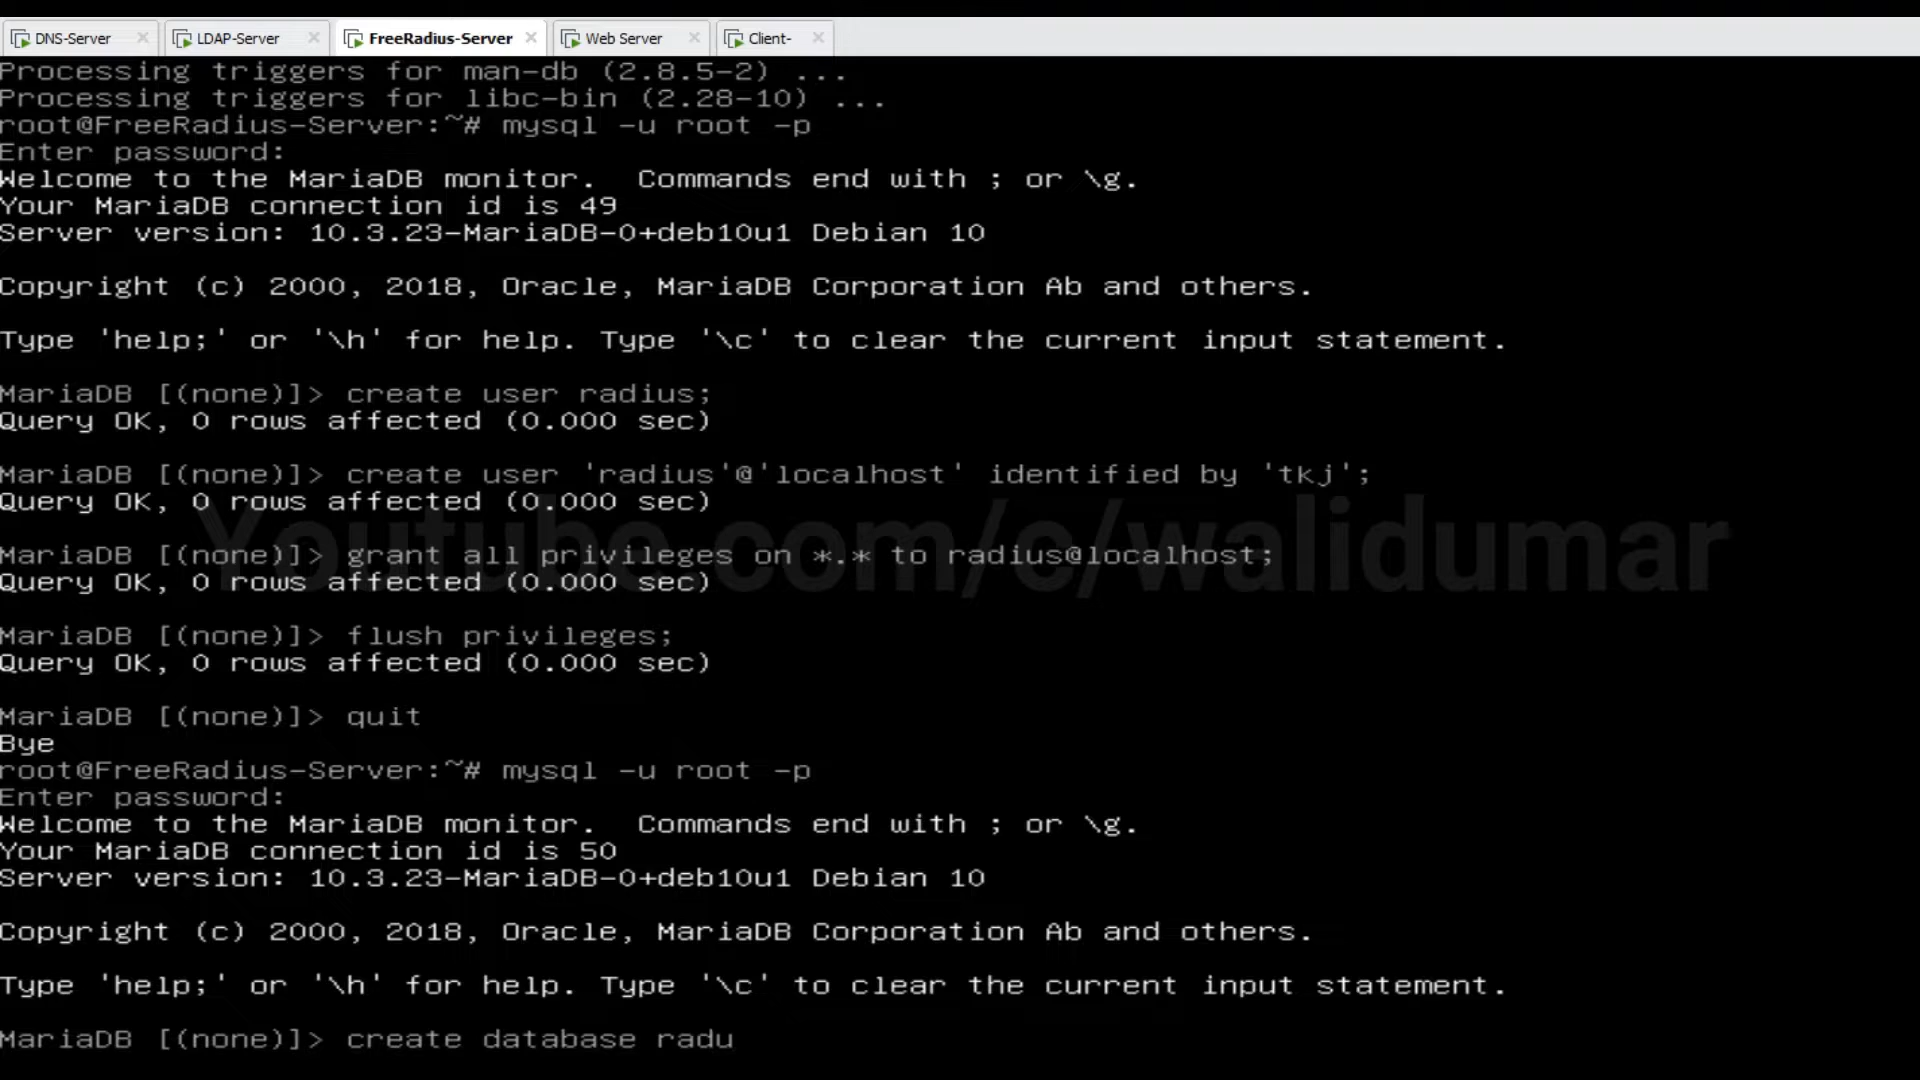 DNS-Server LDAP-Server FreeRadius-Server Web Server Client-
Processing triggers for man-db (2.8.5-2) ...
Processing triggers for libc-bin (2.28-10) ...
root@FreeRadius-Server:~# mysql -u root -p
Enter password:
Welcome to the MariaDB monitor.  Commands end with ; or \g.
Your MariaDB connection id is 49
Server version: 10.3.23-MariaDB-0+deb10u1 Debian 10
Copyright (c) 2000, 2018, Oracle, MariaDB Corporation Ab and others.
Type 'help;' or '\h' for help. Type '\c' to clear the current input statement.
MariaDB [(none)]> create user radius;
Query OK, 0 rows affected (0.000 sec)
MariaDB [(none)]> create user 'radius'@'localhost' identified by 'tkj';
Query OK, 0 rows affected (0.000 sec)
Youtube.com/c/walidumar
MariaDB [(none)]> grant all privileges on *.* to radius@localhost;
Query OK, 0 rows affected (0.000 sec)
MariaDB [(none)]> flush privileges;
Query OK, 0 rows affected (0.000 sec)
MariaDB [(none)]> quit
Bye
root@FreeRadius-Server:~# mysql -u root -p
Enter password:
Welcome to the MariaDB monitor.  Commands end with ; or \g.
Your MariaDB connection id is 50
Server version: 10.3.23-MariaDB-0+deb10u1 Debian 10
Copyright (c) 2000, 2018, Oracle, MariaDB Corporation Ab and others.
Type 'help;' or '\h' for help. Type '\c' to clear the current input statement.
MariaDB [(none)]> create database radu